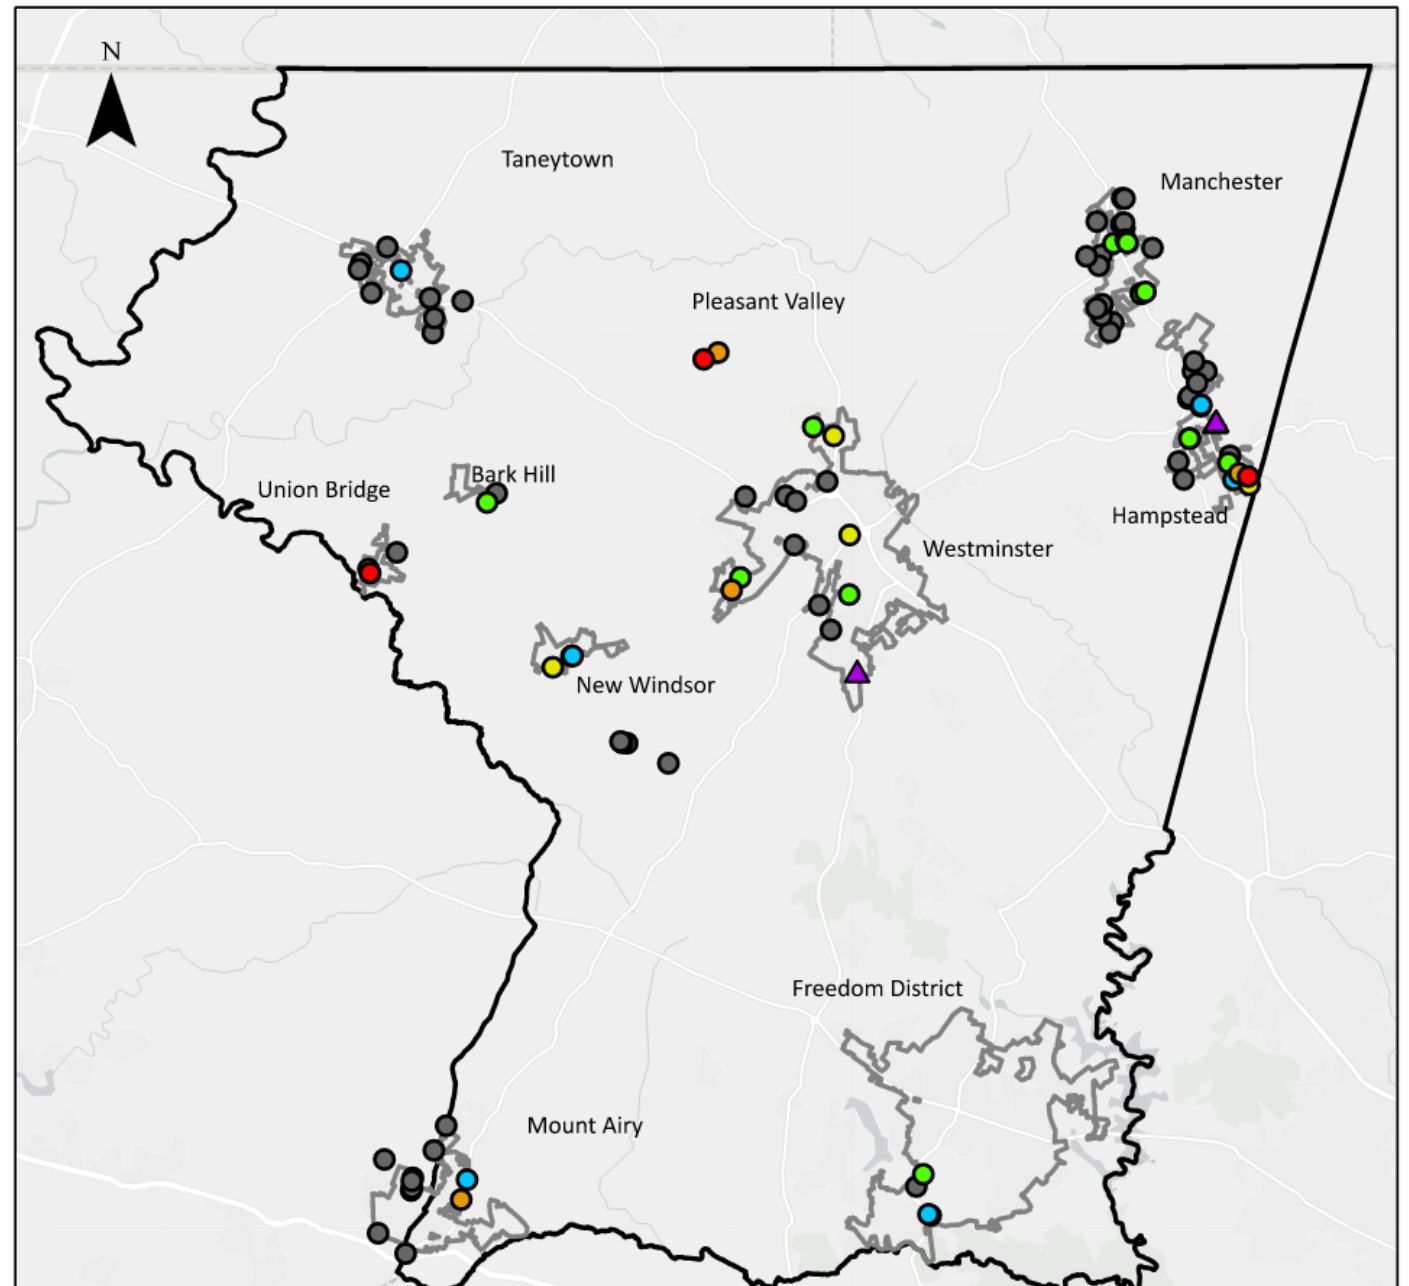 N
Taneytown
Manchester
Pleasant Valley
Bark Hill
Union Bridge
Hampstead
Westminster
New Windsor
Freedom District
Mount Airy